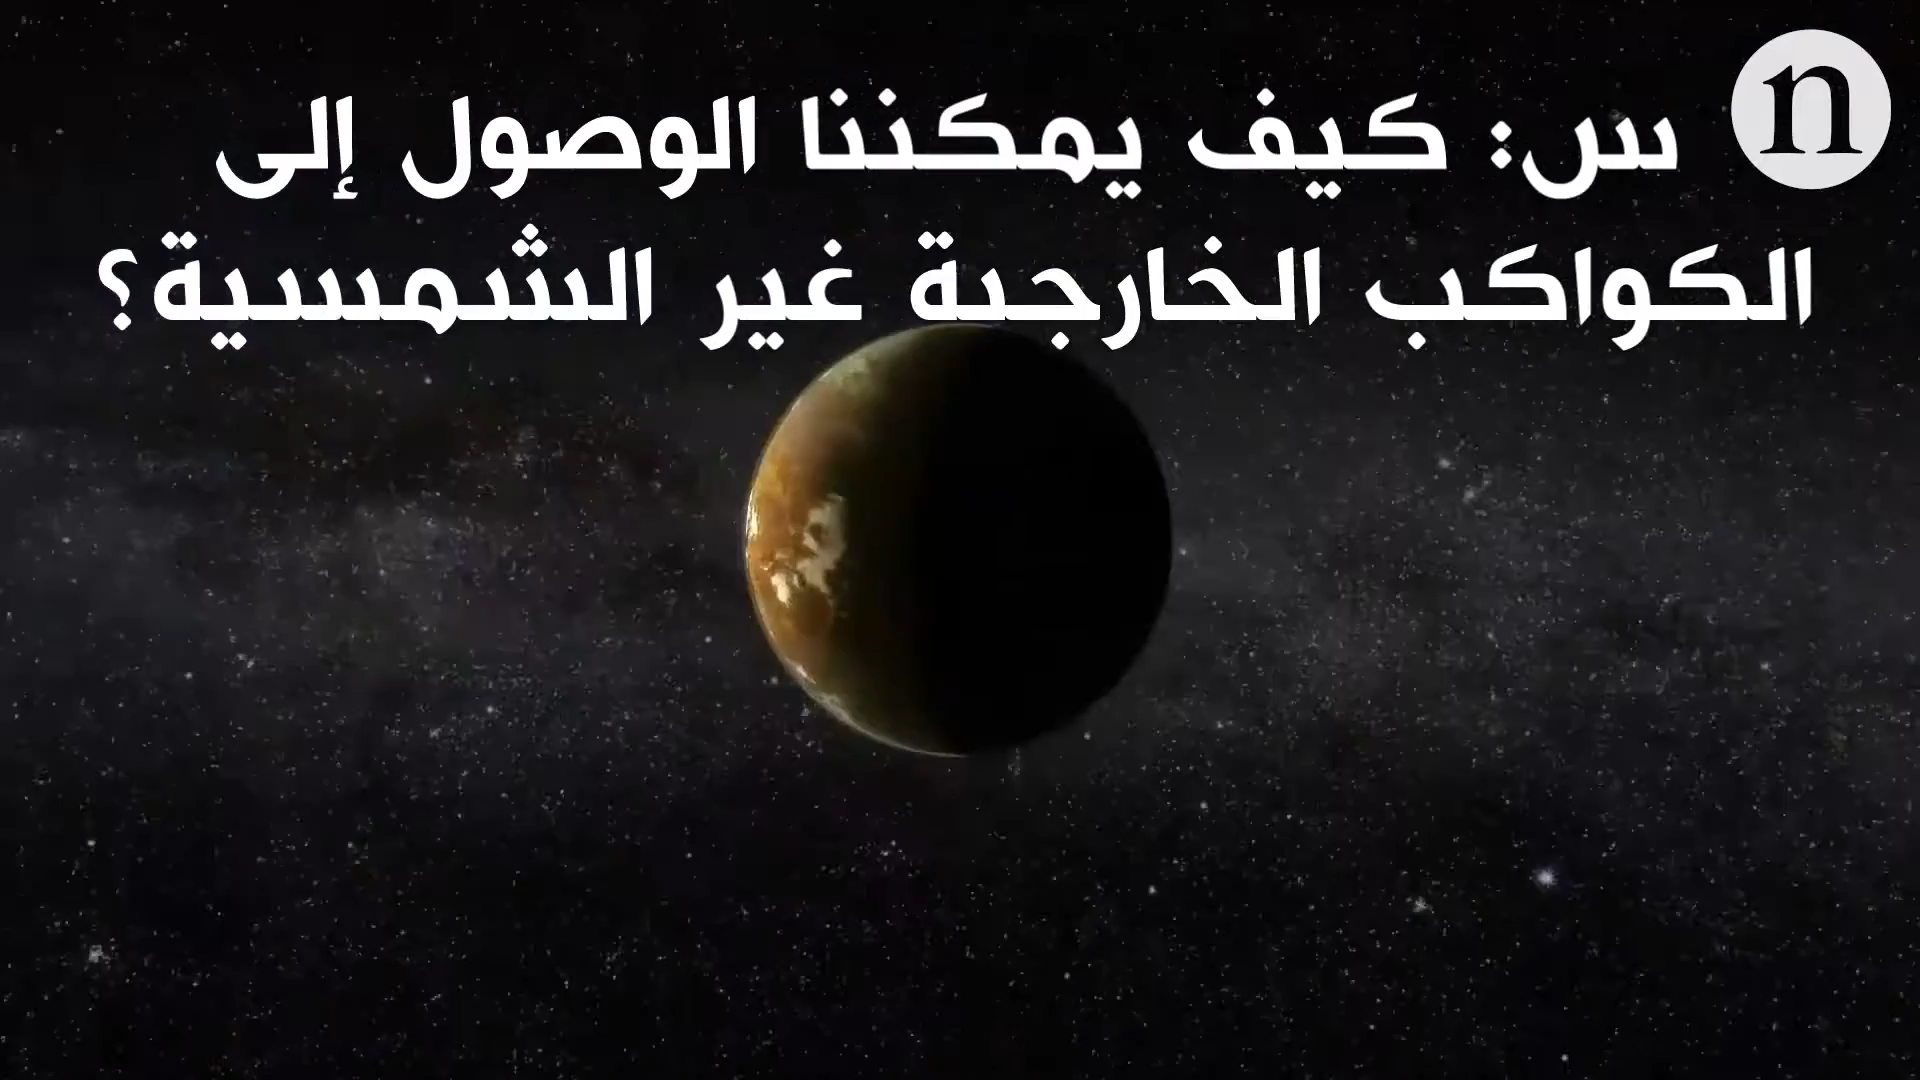 س: كيف يمكننا الوصول إلى
الكواكب الخارجية غير الشمسية؟
n